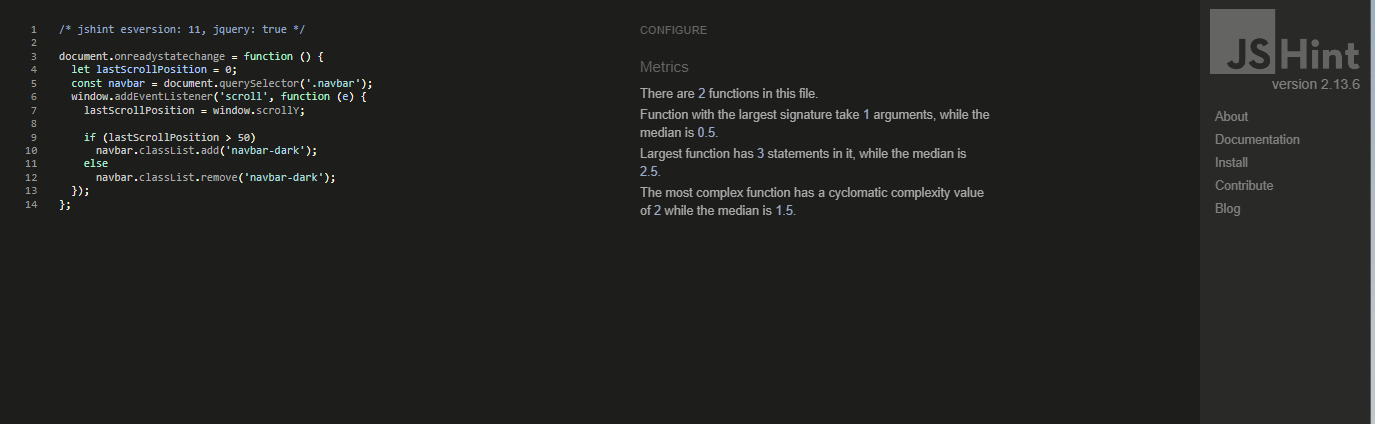 1 /* jshint esversion: 11, jquery: true */
2
3 document.onreadystatechange = function () {
4 let lastScrollPosition = 0;
5 const navbar = document.querySelector('.navbar');
6 window.addEventListener('scroll', function (e) {
7 lastScrollPosition = window.scrollY;
8
9 if (lastScrollPosition > 50)
10 navbar.classList.add('navbar-dark');
11 else
12 navbar.classList.remove('navbar-dark');
13 });
14 };
CONFIGURE
Metrics
There are 2 functions in this file.
Function with the largest signature take 1 arguments, while the
median is 0.5.
Largest function has 3 statements in it, while the median is
2.5.
The most complex function has a cyclomatic complexity value
of 2 while the median is 1.5.
JSHint
version 2.13.6
About
Documentation
Install
Contribute
Blog